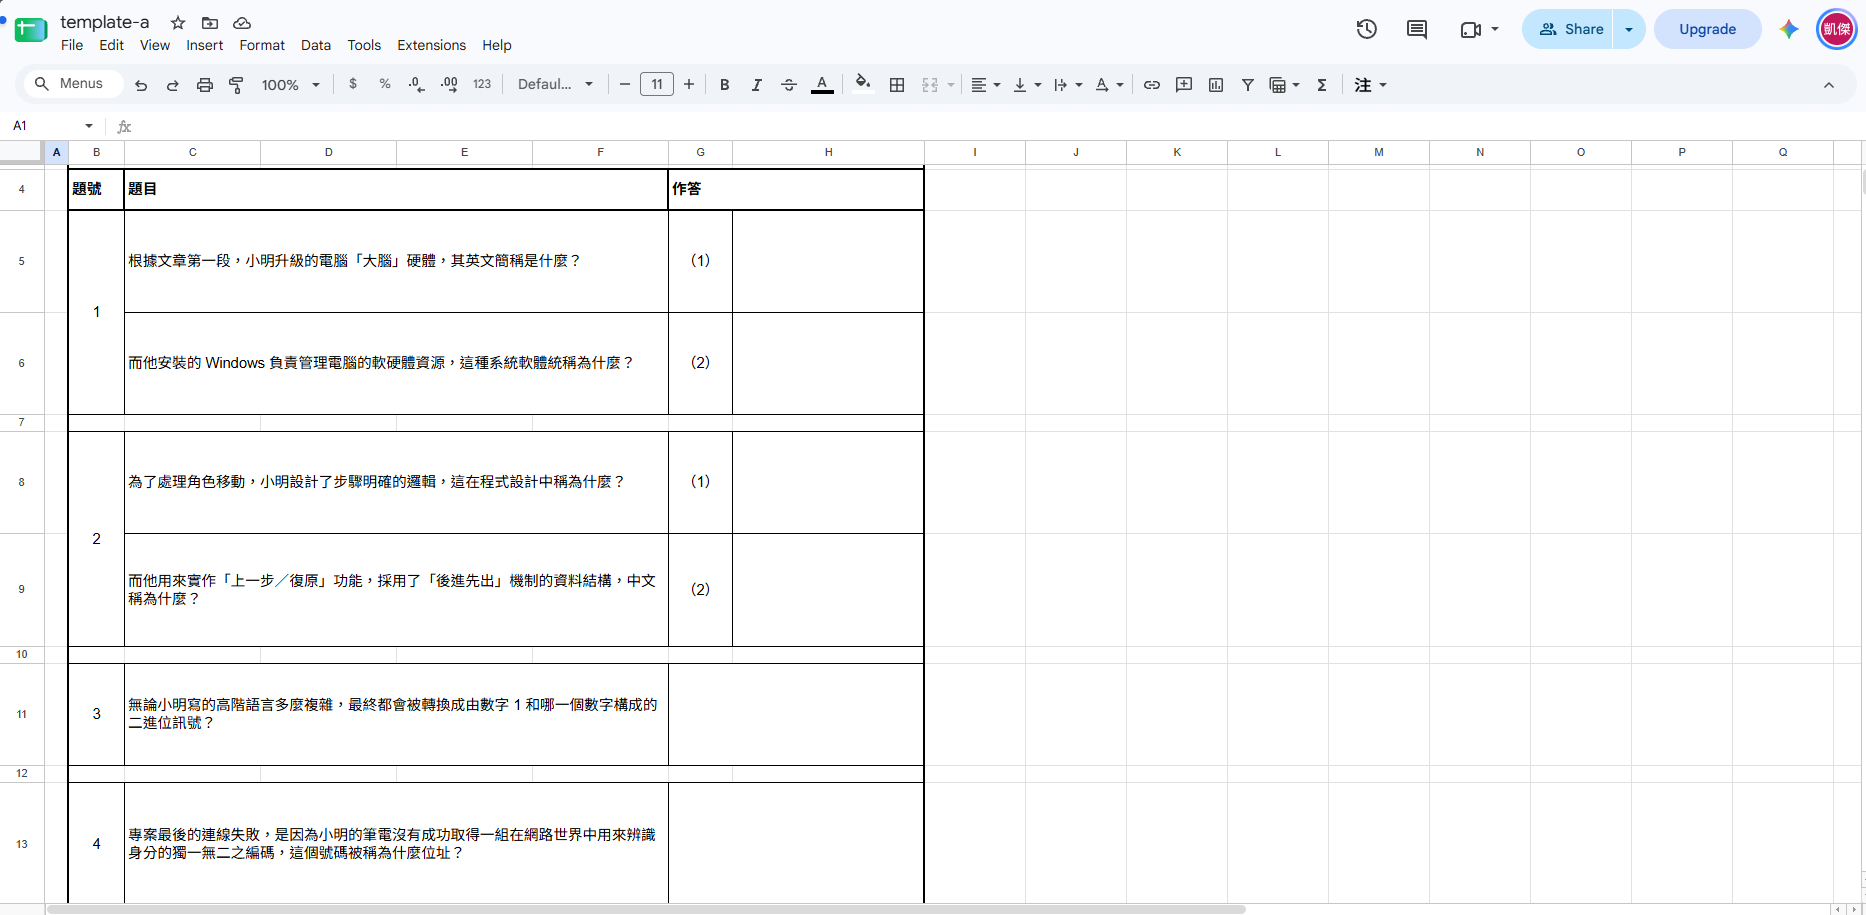 template-a
File Edit View Insert Format Data Tools Extensions Help
Share
Upgrade
凱傑
Menus
100%
$ % .0 .00 123
Defaul...
11
B I A
Σ
注
A1
fx
A B C D E F G H I J K L M N O P Q
4 題號 題目 作答
5 根據文章第一段，小明升級的電腦「大腦」硬體，其英文簡稱是什麼？ （1）
1
6 而他安裝的 Windows 負責管理電腦的軟硬體資源，這種系統軟體統稱為什麼？ （2）
7
8 為了處理角色移動，小明設計了步驟明確的邏輯，這在程式設計中稱為什麼？ （1）
2
9 而他用來實作「上一步／復原」功能，採用了「後進先出」機制的資料結構，中文
稱為什麼？ （2）
10
11 3 無論小明寫的高階語言多麼複雜，最終都會被轉換成由數字 1 和哪一個數字構成的
二進位訊號？
12
13 4 專案最後的連線失敗，是因為小明的筆電沒有成功取得一組在網路世界中用來辨識
身分的獨一無二之編碼，這個號碼被稱為什麼位址？